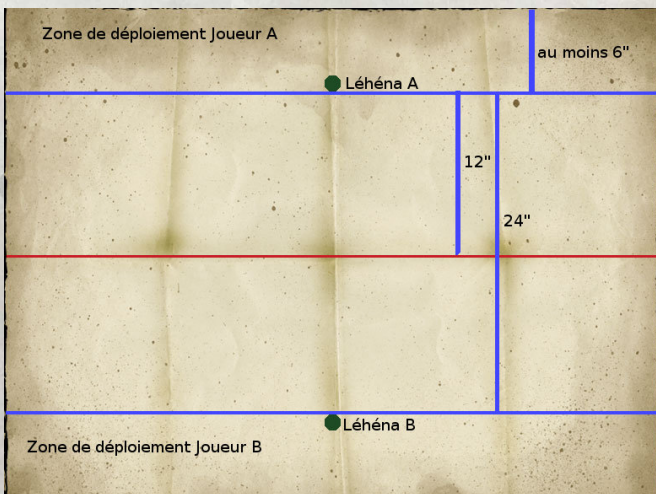 Zone de déploiement Joueur A
au moins 6"
Léhéna A
12"
24"
Léhéna B
Zone de déploiement Joueur B